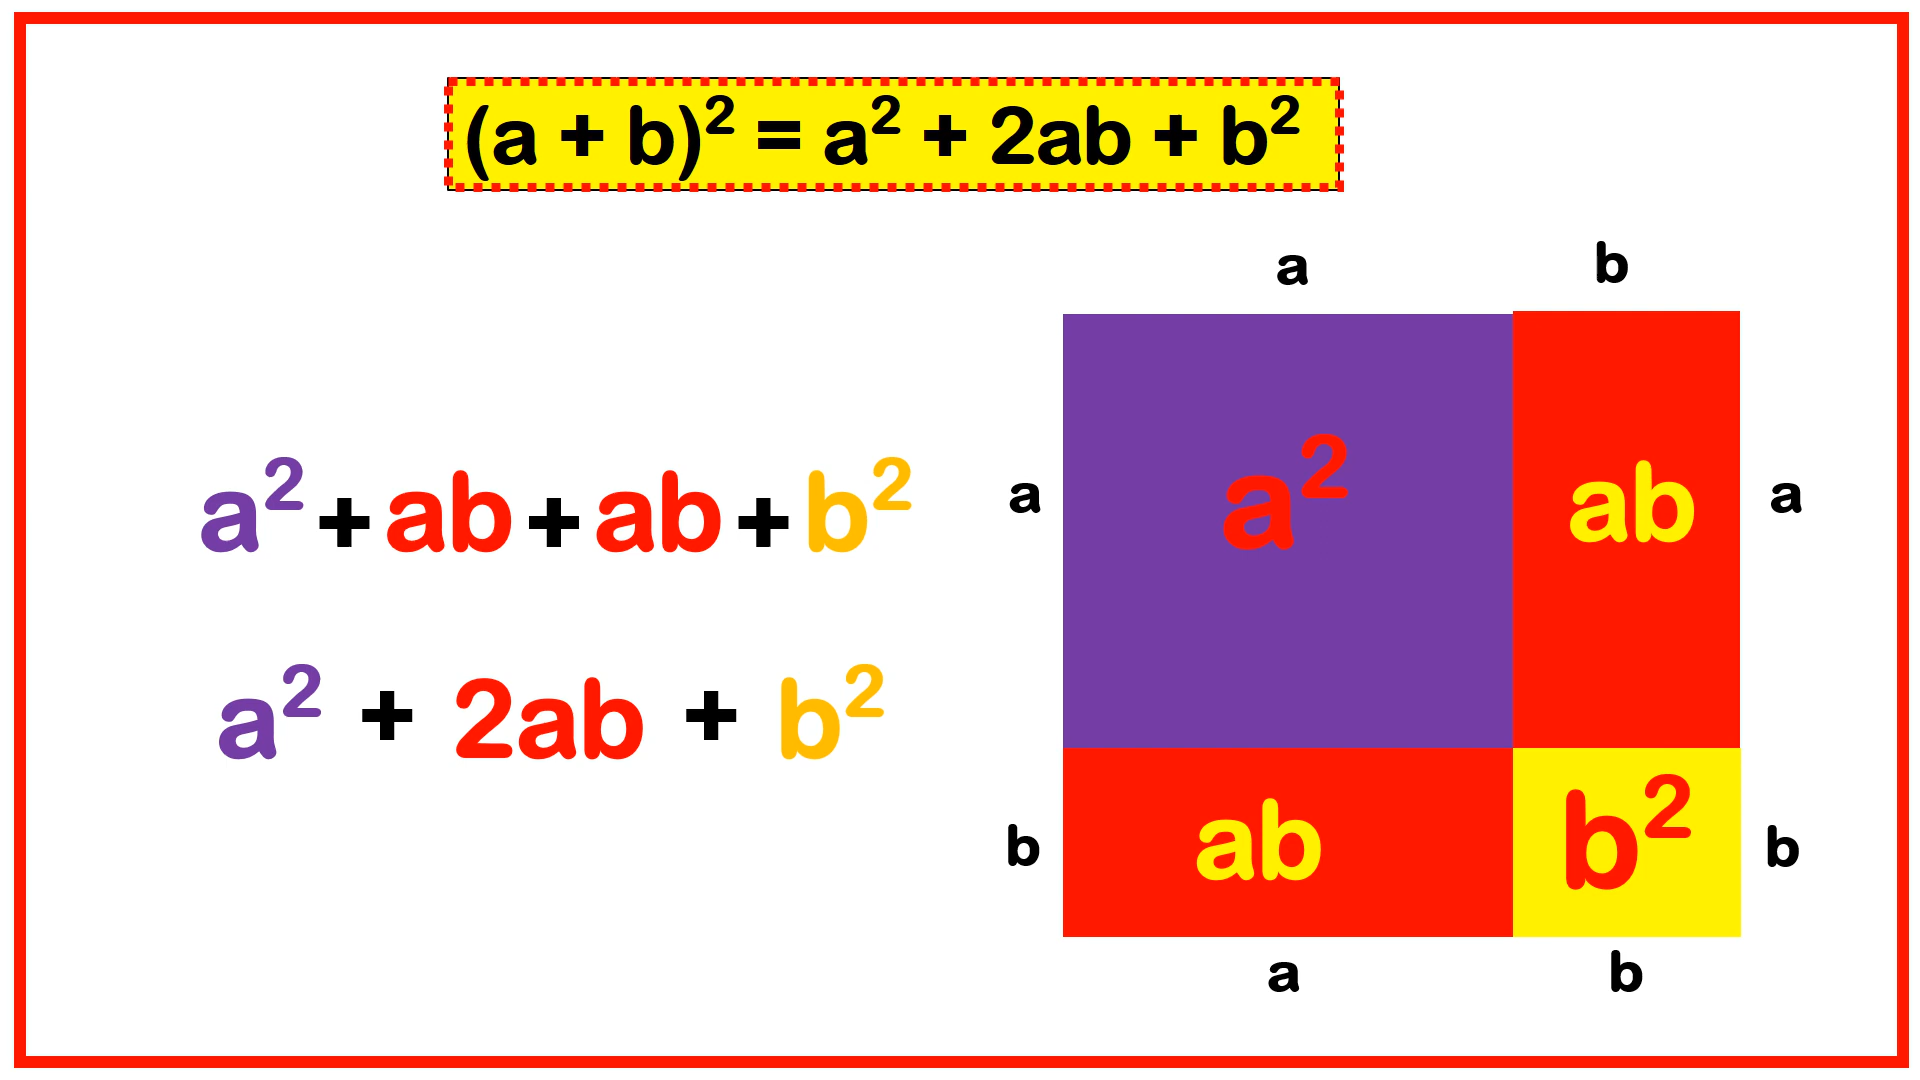 (a + b)² = a² + 2ab + b²
a b
a² + ab + ab + b²
a a² ab a
a² + 2ab + b²
b ab b² b
a b